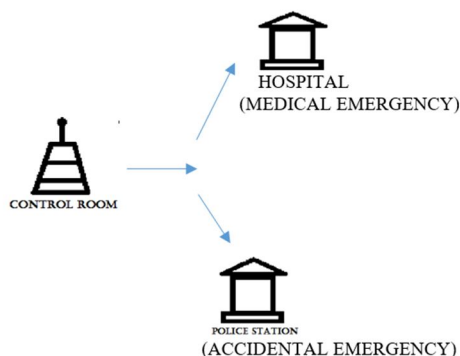 HOSPITAL
(MEDICAL EMERGENCY)
CONTROL ROOM
POLICE STATION
(ACCIDENTAL EMERGENCY)